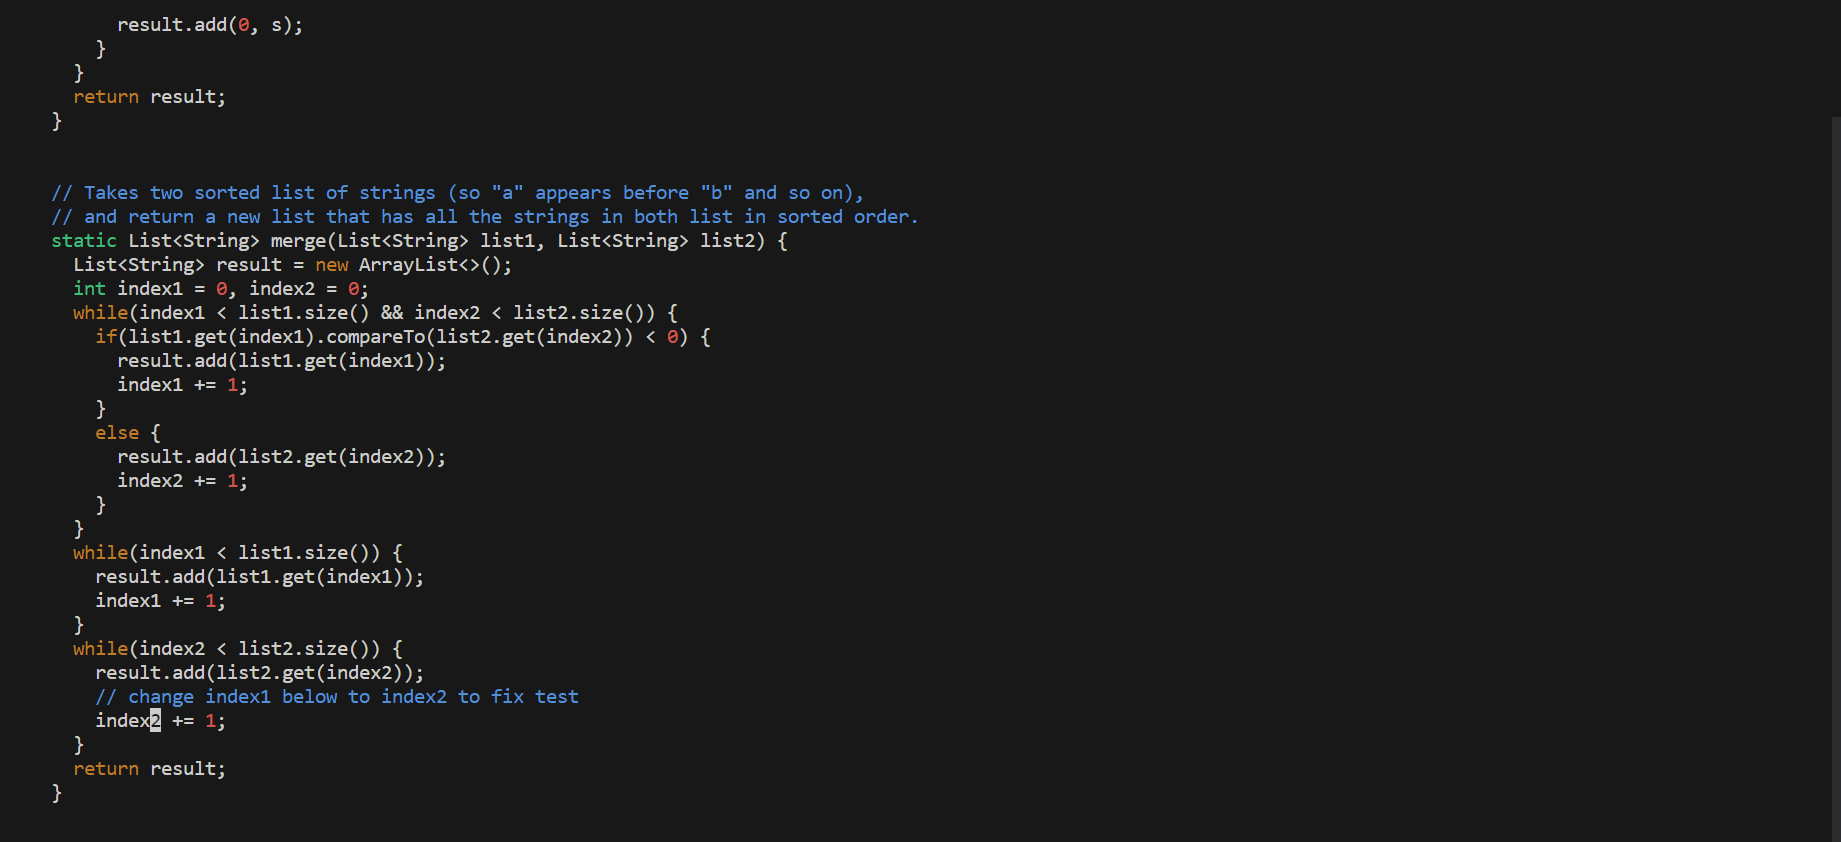 result.add(0, s);
    }
  }
  return result;
}
// Takes two sorted list of strings (so "a" appears before "b" and so on),
// and return a new list that has all the strings in both list in sorted order.
static List<String> merge(List<String> list1, List<String> list2) {
  List<String> result = new ArrayList<>();
  int index1 = 0, index2 = 0;
  while(index1 < list1.size() && index2 < list2.size()) {
    if(list1.get(index1).compareTo(list2.get(index2)) < 0) {
      result.add(list1.get(index1));
      index1 += 1;
    }
    else {
      result.add(list2.get(index2));
      index2 += 1;
    }
  }
  while(index1 < list1.size()) {
    result.add(list1.get(index1));
    index1 += 1;
  }
  while(index2 < list2.size()) {
    result.add(list2.get(index2));
    // change index1 below to index2 to fix test
    index2 += 1;
  }
  return result;
}